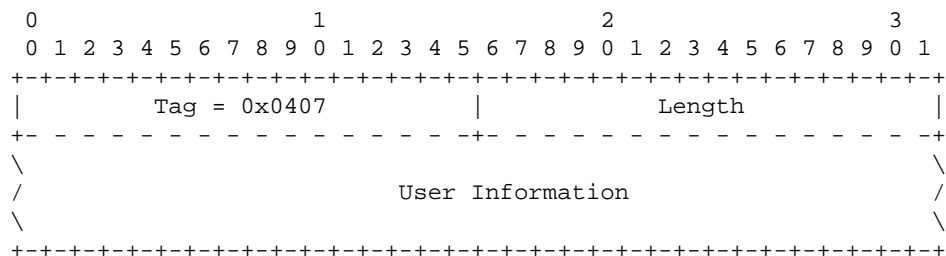 0                   1                   2                   3
 0 1 2 3 4 5 6 7 8 9 0 1 2 3 4 5 6 7 8 9 0 1 2 3 4 5 6 7 8 9 0 1
+-+-+-+-+-+-+-+-+-+-+-+-+-+-+-+-+-+-+-+-+-+-+-+-+-+-+-+-+-+-+-+-+
|         Tag = 0x0407          |            Length             |
+- - - - - - - - - - - - - - - -+- - - - - - - - - - - - - - - -+
\                                                               \
/                          User Information                     /
\                                                               \
+-+-+-+-+-+-+-+-+-+-+-+-+-+-+-+-+-+-+-+-+-+-+-+-+-+-+-+-+-+-+-+-+